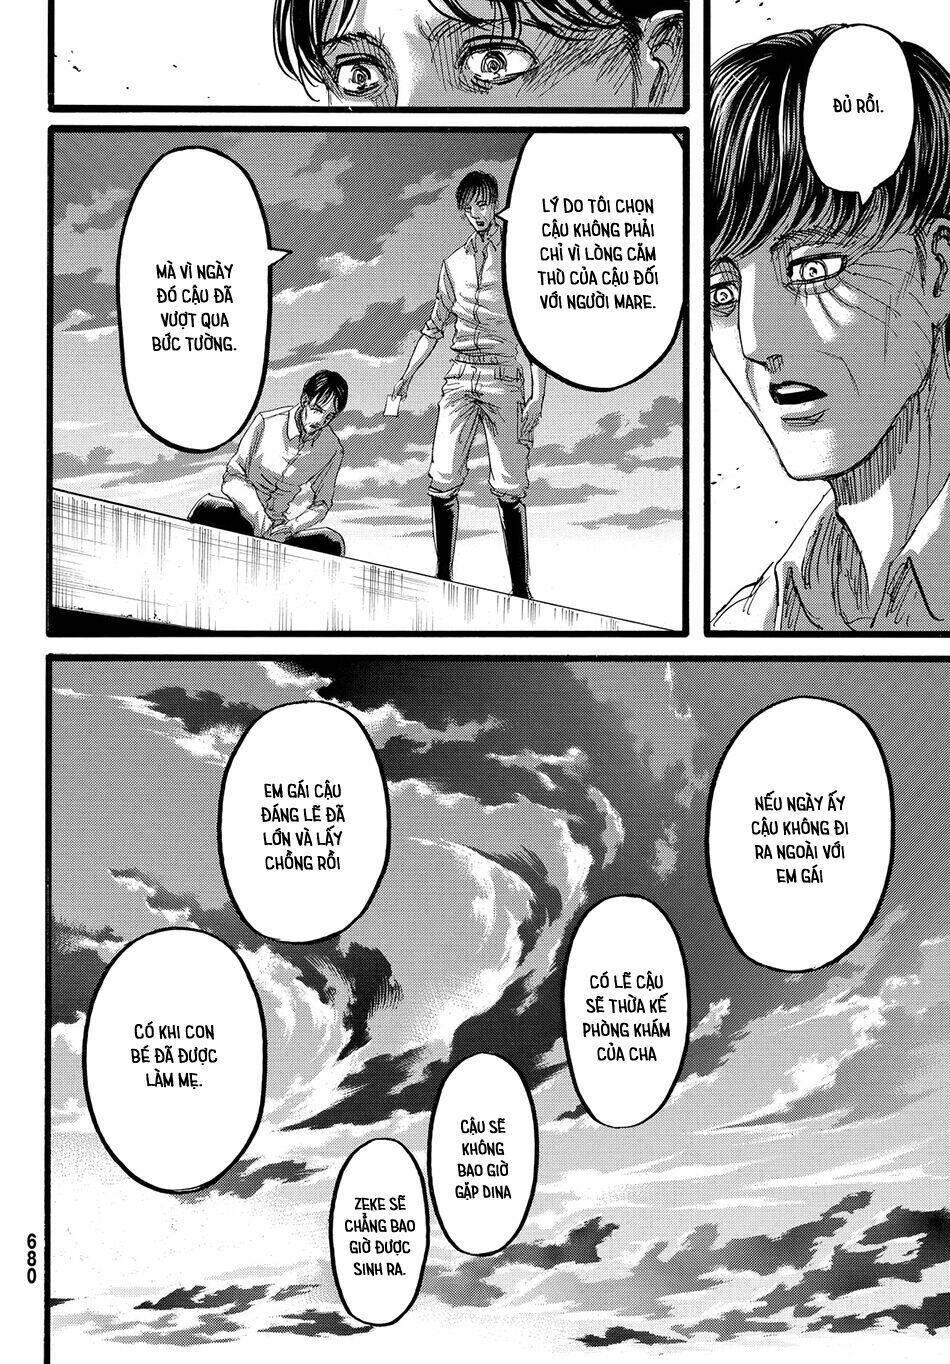 ĐỦ RỒI.
LÝ DO TÔI CHỌN
CẬU KHÔNG PHẢI
CHỈ VÌ LÒNG CĂM
THÙ CỦA CẬU ĐỐI
VỚI NGƯỜI MARE.
MÀ VÌ NGÀY
ĐÓ CẬU ĐÃ
VƯỢT QUA
BỨC TƯỜNG.
NẾU NGÀY ẤY
CẬU KHÔNG ĐI
RA NGOÀI VỚI
EM GÁI
CÓ LẼ CẬU
SẼ THỪA KẾ
PHÒNG KHÁM
CỦA CHA
CẬU SẼ
KHÔNG
BAO GIỜ
GẶP DINA
ZEKE SẼ
CHẲNG BAO
GIỜ ĐƯỢC
SINH RA.
EM GÁI CẬU
ĐÁNG LẼ ĐÃ
LỚN VÀ LẤY
CHỒNG RỒI
CÓ KHI CON
BÉ ĐÃ ĐƯỢC
LÀM MẸ.
680